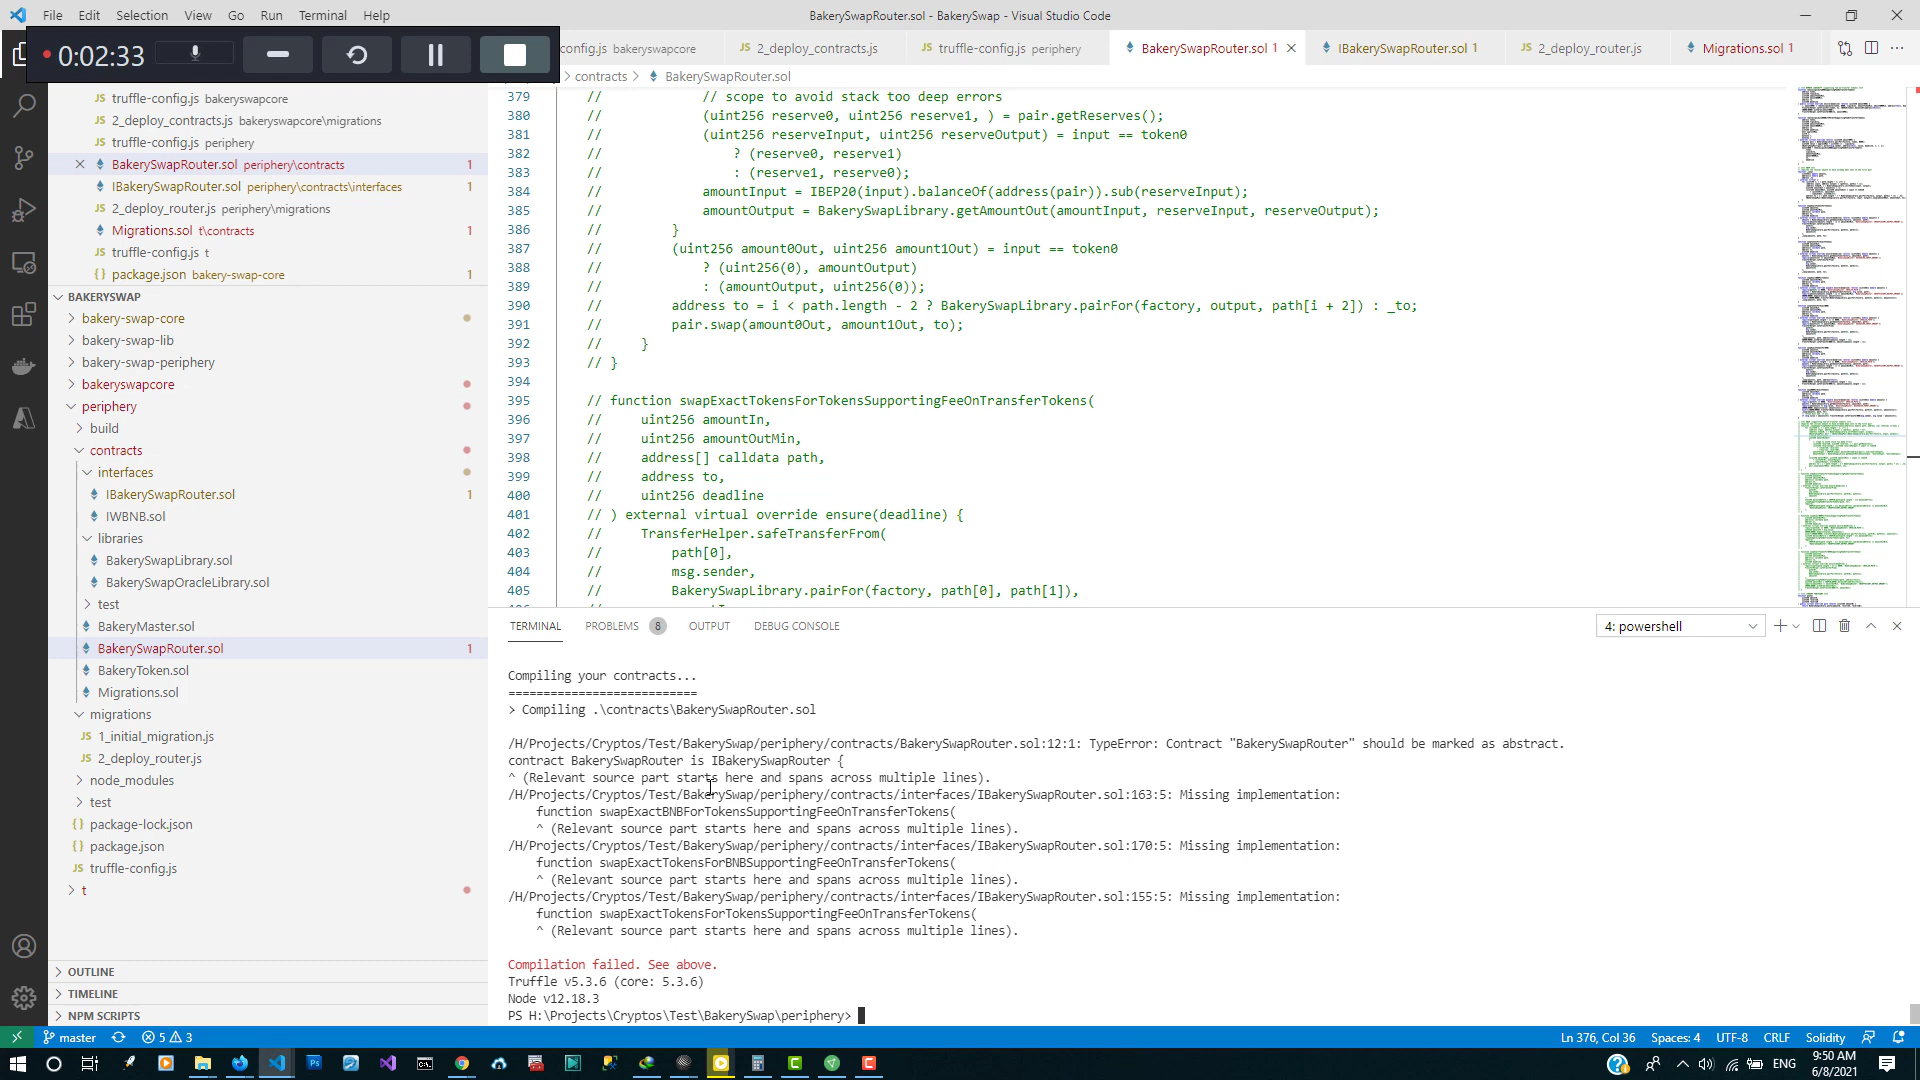 File Edit Selection View Go Run Terminal Help
BakerySwapRouter.sol - BakerySwap - Visual Studio Code
0:02:33
config.js bakeryswapcore
JS 2_deploy_contracts.js
JS truffle-config.js periphery
BakerySwapRouter.sol 1
IBakerySwapRouter.sol 1
JS 2_deploy_router.js
Migrations.sol 1
contracts > BakerySwapRouter.sol
JS truffle-config.js bakeryswapcore
JS 2_deploy_contracts.js bakeryswapcore\migrations
JS truffle-config.js periphery
BakerySwapRouter.sol periphery\contracts 1
IBakerySwapRouter.sol periphery\contracts\interfaces 1
JS 2_deploy_router.js periphery\migrations
Migrations.sol t\contracts 1
JS truffle-config.js t
{} package.json bakery-swap-core 1
BAKERYSWAP
bakery-swap-core
bakery-swap-lib
bakery-swap-periphery
bakeryswapcore
periphery
build
contracts
interfaces
IBakerySwapRouter.sol 1
IWBNB.sol
libraries
BakerySwapLibrary.sol
BakerySwapOracleLibrary.sol
test
BakeryMaster.sol
BakerySwapRouter.sol 1
BakeryToken.sol
Migrations.sol
migrations
JS 1_initial_migration.js
JS 2_deploy_router.js
node_modules
test
{} package-lock.json
{} package.json
JS truffle-config.js
t
OUTLINE
TIMELINE
NPM SCRIPTS
379 // // scope to avoid stack too deep errors
380 // (uint256 reserve0, uint256 reserve1, ) = pair.getReserves();
381 // (uint256 reserveInput, uint256 reserveOutput) = input == token0
382 // ? (reserve0, reserve1)
383 // : (reserve1, reserve0);
384 // amountInput = IBEP20(input).balanceOf(address(pair)).sub(reserveInput);
385 // amountOutput = BakerySwapLibrary.getAmountOut(amountInput, reserveInput, reserveOutput);
386 // }
387 // (uint256 amount0Out, uint256 amount1Out) = input == token0
388 // ? (uint256(0), amountOutput)
389 // : (amountOutput, uint256(0));
390 // address to = i < path.length - 2 ? BakerySwapLibrary.pairFor(factory, output, path[i + 2]) : _to;
391 // pair.swap(amount0Out, amount1Out, to);
392 // }
393 // }
394
395 // function swapExactTokensForTokensSupportingFeeOnTransferTokens(
396 // uint256 amountIn,
397 // uint256 amountOutMin,
398 // address[] calldata path,
399 // address to,
400 // uint256 deadline
401 // ) external virtual override ensure(deadline) {
402 // TransferHelper.safeTransferFrom(
403 // path[0],
404 // msg.sender,
405 // BakerySwapLibrary.pairFor(factory, path[0], path[1]),
TERMINAL PROBLEMS 8 OUTPUT DEBUG CONSOLE
4: powershell
Compiling your contracts...
===========================
> Compiling .\contracts\BakerySwapRouter.sol
/H/Projects/Cryptos/Test/BakerySwap/periphery/contracts/BakerySwapRouter.sol:12:1: TypeError: Contract "BakerySwapRouter" should be marked as abstract.
contract BakerySwapRouter is IBakerySwapRouter {
^ (Relevant source part starts here and spans across multiple lines).
/H/Projects/Cryptos/Test/BakerySwap/periphery/contracts/interfaces/IBakerySwapRouter.sol:163:5: Missing implementation:
function swapExactBNBForTokensSupportingFeeOnTransferTokens(
^ (Relevant source part starts here and spans across multiple lines).
/H/Projects/Cryptos/Test/BakerySwap/periphery/contracts/interfaces/IBakerySwapRouter.sol:170:5: Missing implementation:
function swapExactTokensForBNBSupportingFeeOnTransferTokens(
^ (Relevant source part starts here and spans across multiple lines).
/H/Projects/Cryptos/Test/BakerySwap/periphery/contracts/interfaces/IBakerySwapRouter.sol:155:5: Missing implementation:
function swapExactTokensForTokensSupportingFeeOnTransferTokens(
^ (Relevant source part starts here and spans across multiple lines).
Compilation failed. See above.
Truffle v5.3.6 (core: 5.3.6)
Node v12.18.3
PS H:\Projects\Cryptos\Test\BakerySwap\periphery>
master 5 3
Ln 376, Col 36 Spaces: 4 UTF-8 CRLF Solidity
ENG
9:50 AM
6/8/2021